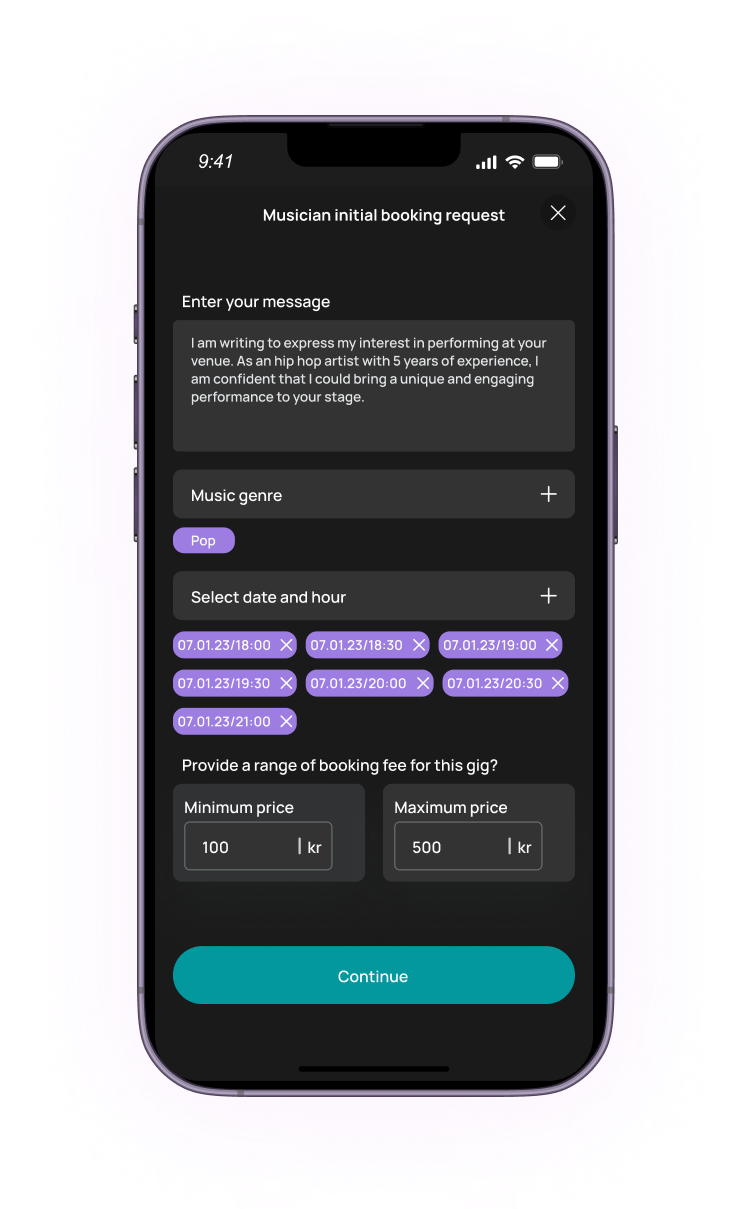 9:41
Musician initial booking request
Enter your message
I am writing to express my interest in performing at your
venue. As an hip hop artist with 5 years of experience, I
am confident that I could bring a unique and engaging
performance to your stage.
Music genre
Pop
Select date and hour
07.01.23/18:00 07.01.23/18:30 07.01.23/19:00
07.01.23/19:30 07.01.23/20:00 07.01.23/20:30
07.01.23/21:00
Provide a range of booking fee for this gig?
Minimum price Maximum price
100 | kr 500 | kr
Continue